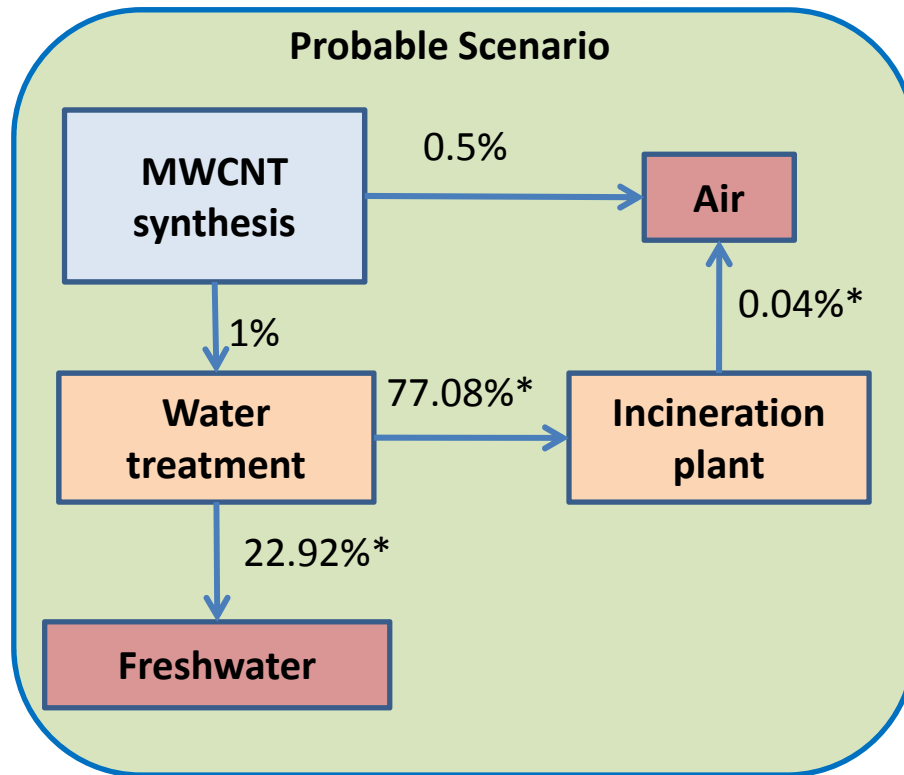 Probable Scenario
MWCNT
synthesis
0.5%
Air
1%
0.04%*
Water
treatment
77.08%*
Incineration
plant
22.92%*
Freshwater